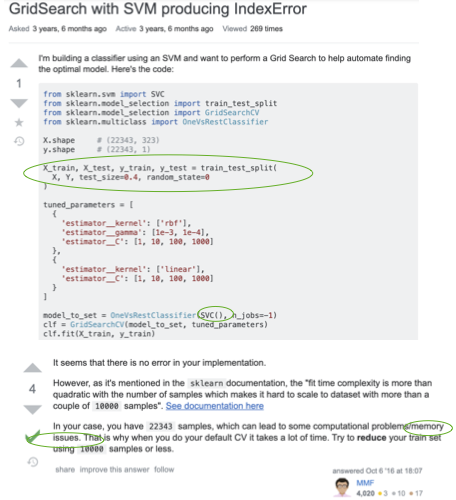 GridSearch with SVM producing IndexError
Asked 3 years, 6 months ago Active 3 years, 6 months ago Viewed 269 times
I'm building a classifier using an SVM and want to perform a Grid Search to help automate finding
the optimal model. Here's the code:
1
from sklearn.svm import SVC
from sklearn.model_selection import train_test_split
from sklearn.model_selection import GridSearchCV
from sklearn.multiclass import OneVsRestClassifier
X.shape # (22343, 323)
y.shape # (22343, 1)
X_train, X_test, y_train, y_test = train_test_split(
X, Y, test_size=0.4, random_state=0
)
tuned_parameters = [
{
'estimator__kernel': ['rbf'],
'estimator__gamma': [1e-3, 1e-4],
'estimator__C': [1, 10, 100, 1000]
},
{
'estimator__kernel': ['linear'],
'estimator__C': [1, 10, 100, 1000]
}
]
model_to_set = OneVsRestClassifier(SVC(), n_jobs=-1)
clf = GridSearchCV(model_to_set, tuned_parameters)
clf.fit(X_train, y_train)
It seems that there is no error in your implementation.
4
However, as it's mentioned in the sklearn documentation, the "fit time complexity is more than
quadratic with the number of samples which makes it hard to scale to dataset with more than a
couple of 10000 samples". See documentation here
In your case, you have 22343 samples, which can lead to some computational problems/memory
issues. That is why when you do your default CV it takes a lot of time. Try to reduce your train set
using 10000 samples or less.
share improve this answer follow
answered Oct 6 '16 at 18:07
MMF
4,020 3 10 17